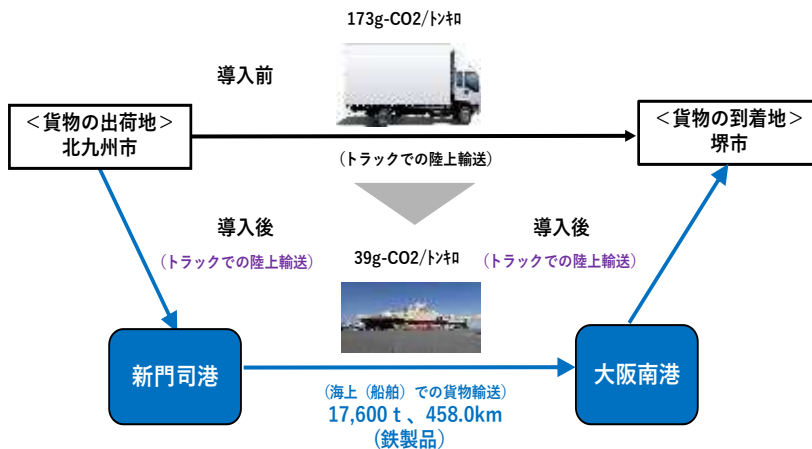 173g-CO2/ﾄﾝｷﾛ
導入前
＜貨物の出荷地＞
北九州市
＜貨物の到着地＞
堺市
(トラックでの陸上輸送)
導入後
（トラックでの陸上輸送）
39g-CO2/ﾄﾝｷﾛ
導入後
（トラックでの陸上輸送）
新門司港
大阪南港
（海上（船舶）での貨物輸送）
17,600ｔ、458.0km
(鉄製品）